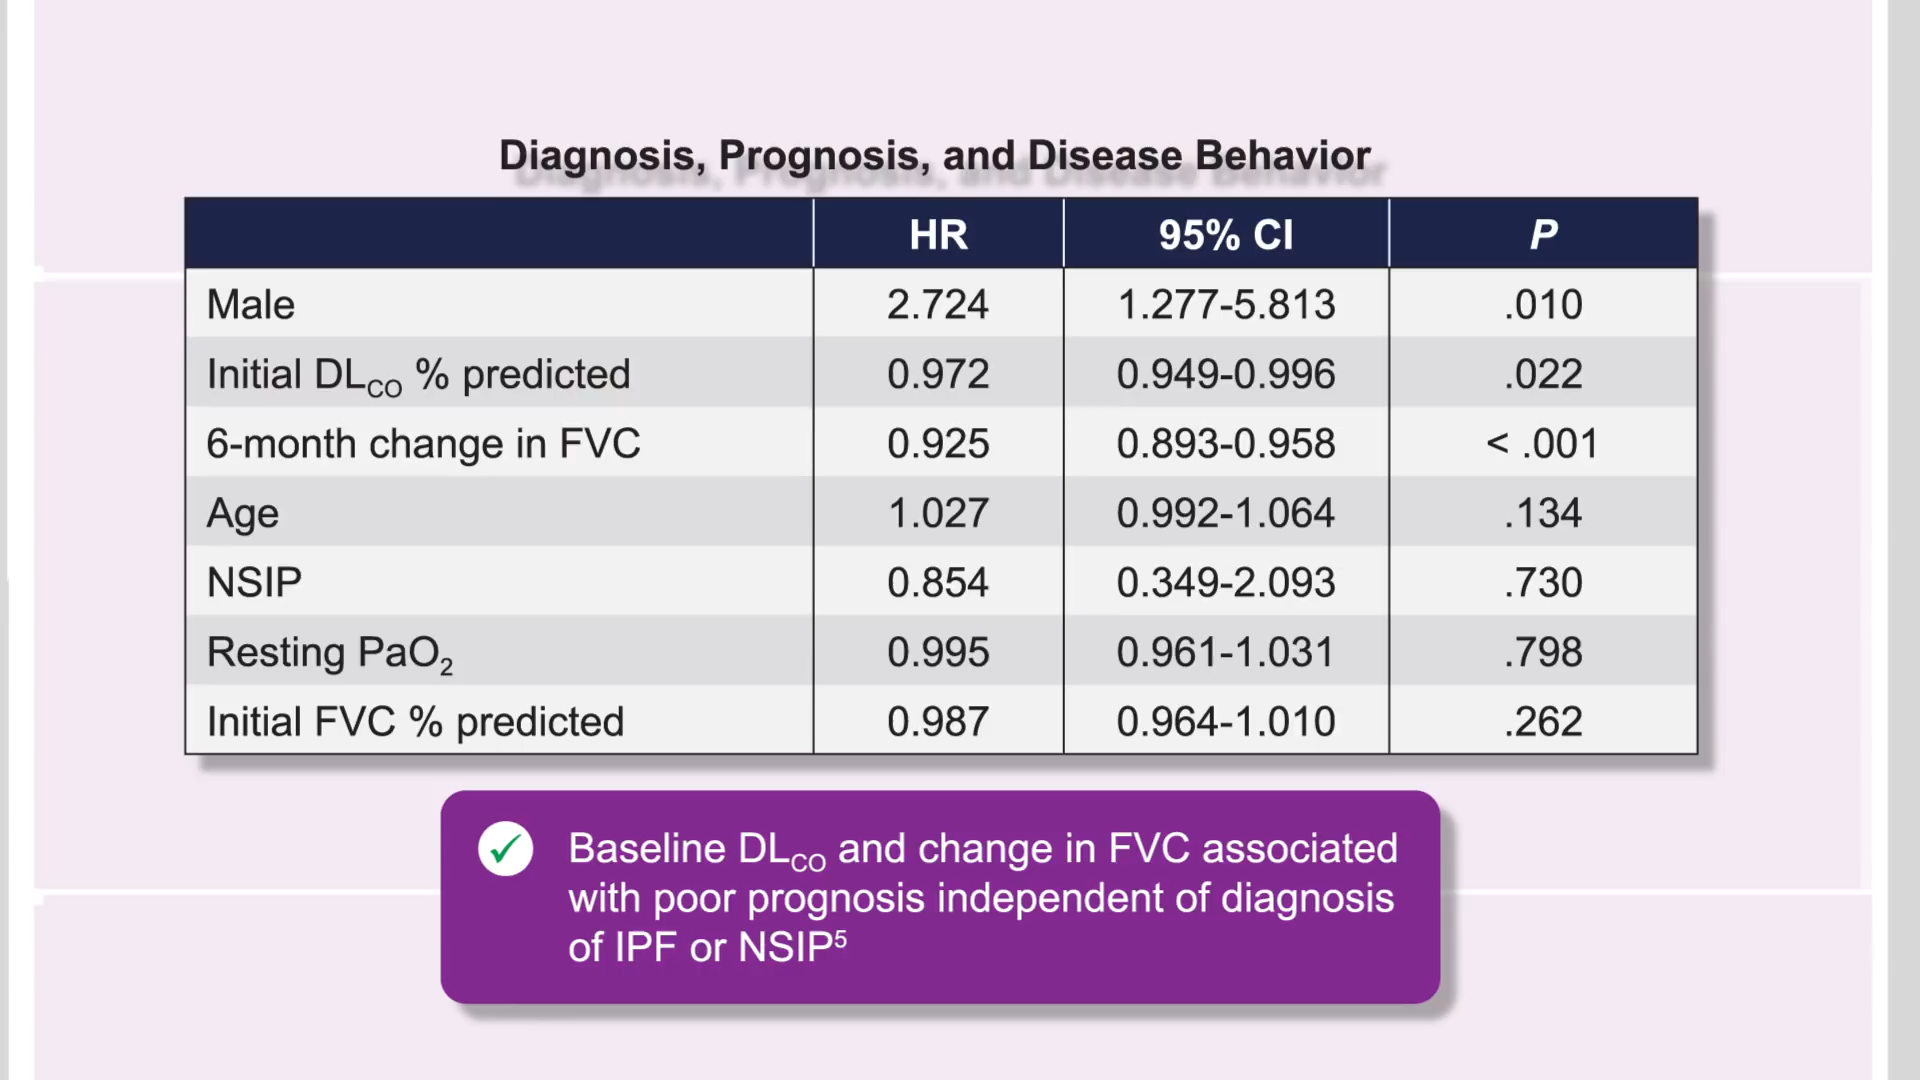 Diagnosis, Prognosis, and Disease Behavior
HR 95% CI P
Male 2.724 1.277-5.813 .010
Initial DLCO % predicted 0.972 0.949-0.996 .022
6-month change in FVC 0.925 0.893-0.958 < .001
Age 1.027 0.992-1.064 .134
NSIP 0.854 0.349-2.093 .730
Resting PaO2 0.995 0.961-1.031 .798
Initial FVC % predicted 0.987 0.964-1.010 .262
Baseline DLCO and change in FVC associated
with poor prognosis independent of diagnosis
of IPF or NSIP5